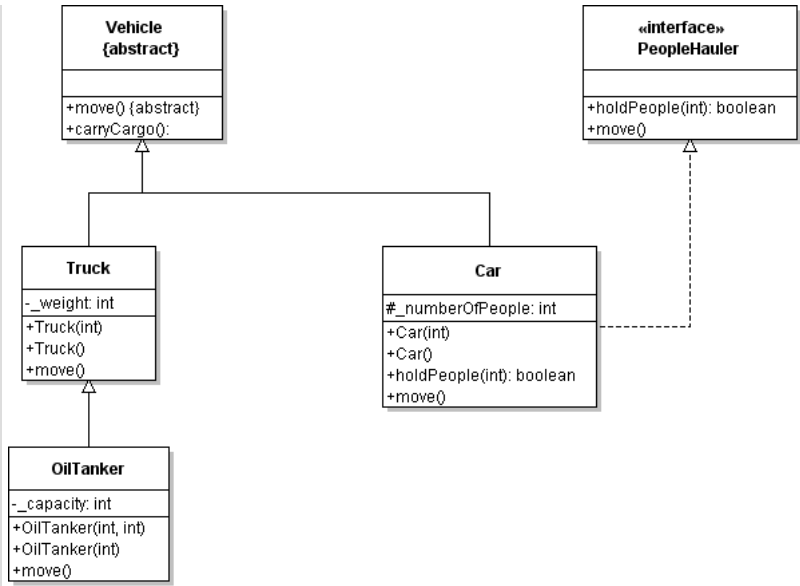 Vehicle
{abstract}
+move() {abstract}
+carryCargo():
«interface»
PeopleHauler
+holdPeople(int): boolean
+move()
Truck
-_weight: int
+Truck(int)
+Truck()
+move()
Car
#_numberOfPeople: int
+Car(int)
+Car()
+holdPeople(int): boolean
+move()
OilTanker
-_capacity: int
+OilTanker(int, int)
+OilTanker(int)
+move()